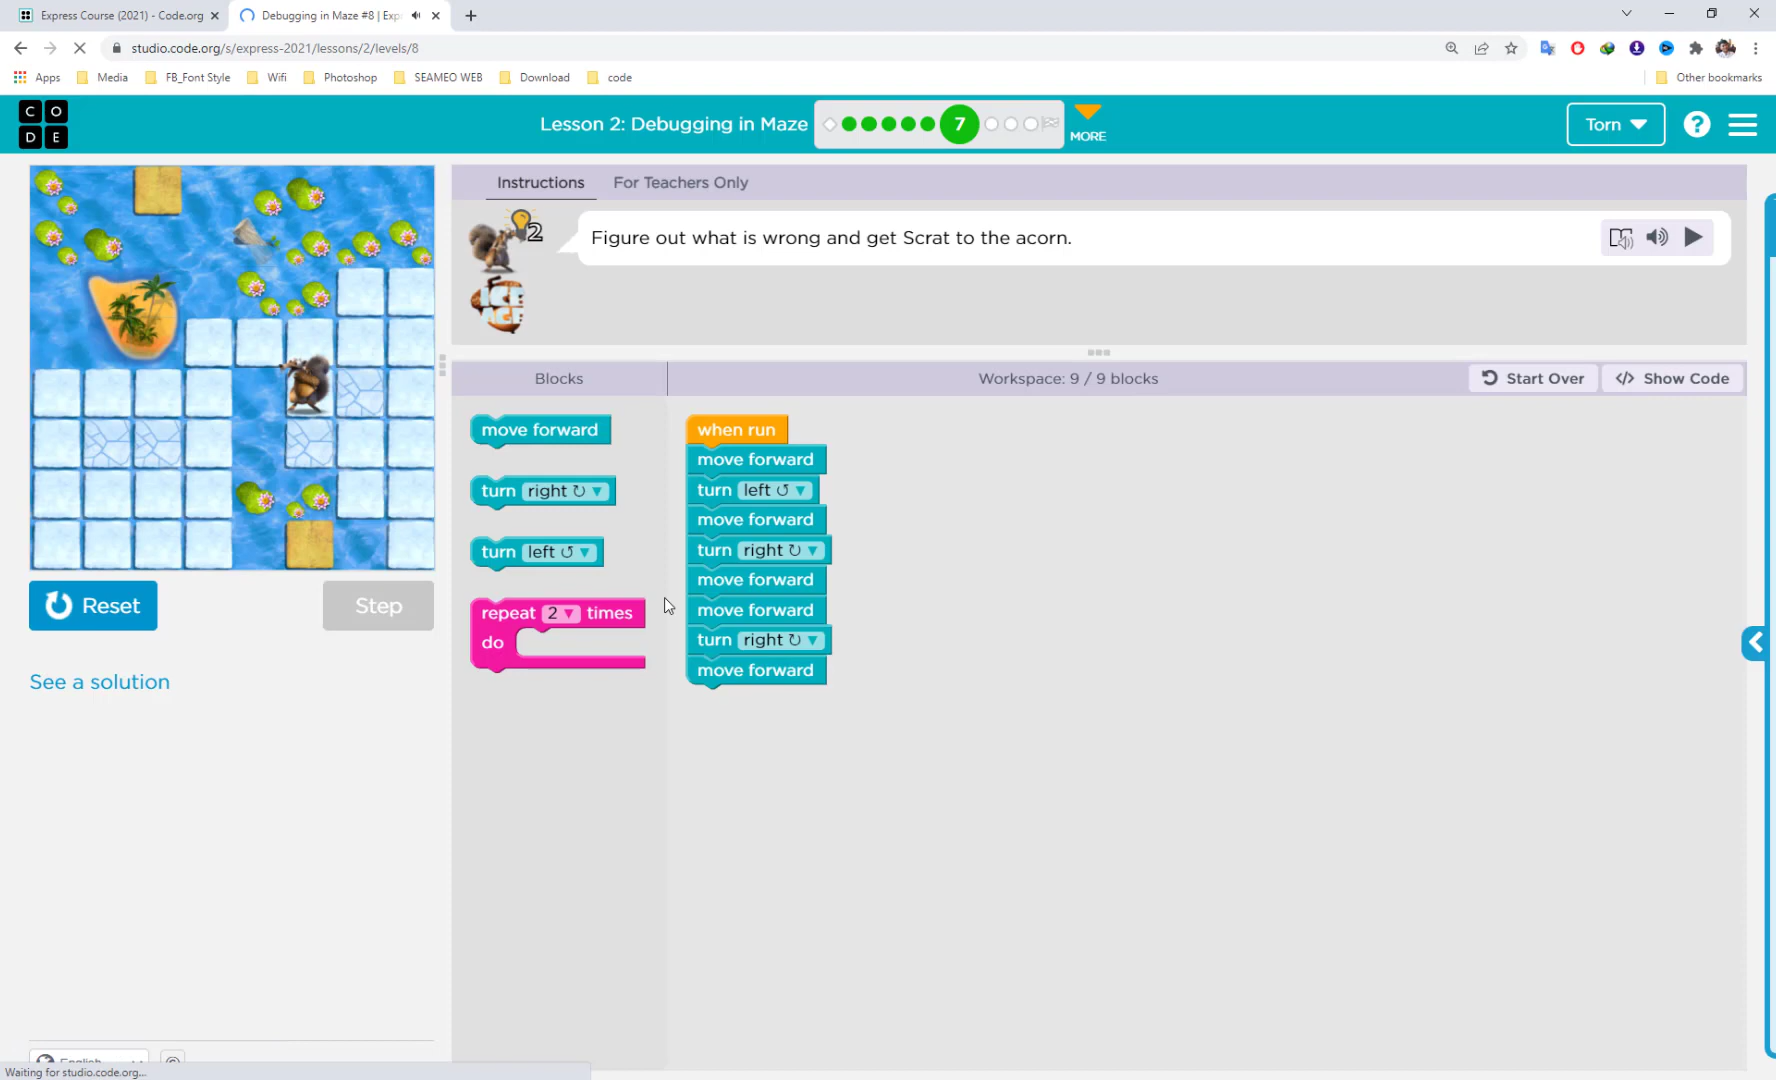 Express Course (2021) - Code.org
Debugging in Maze #8 | Exp
studio.code.org/s/express-2021/lessons/2/levels/8
Apps Media FB_Font Style Wifi Photoshop SEAMEO WEB Download code Other bookmarks
C O
D E
Lesson 2: Debugging in Maze 7 MORE Torn ?
Instructions For Teachers Only
2 Figure out what is wrong and get Scrat to the acorn.
ICE
AGE
Blocks Workspace: 9 / 9 blocks Start Over </> Show Code
move forward
turn right
turn left
repeat 2 times
do
when run
move forward
turn left
move forward
turn right
move forward
move forward
turn right
move forward
Reset Step
See a solution
English
Waiting for studio.code.org...